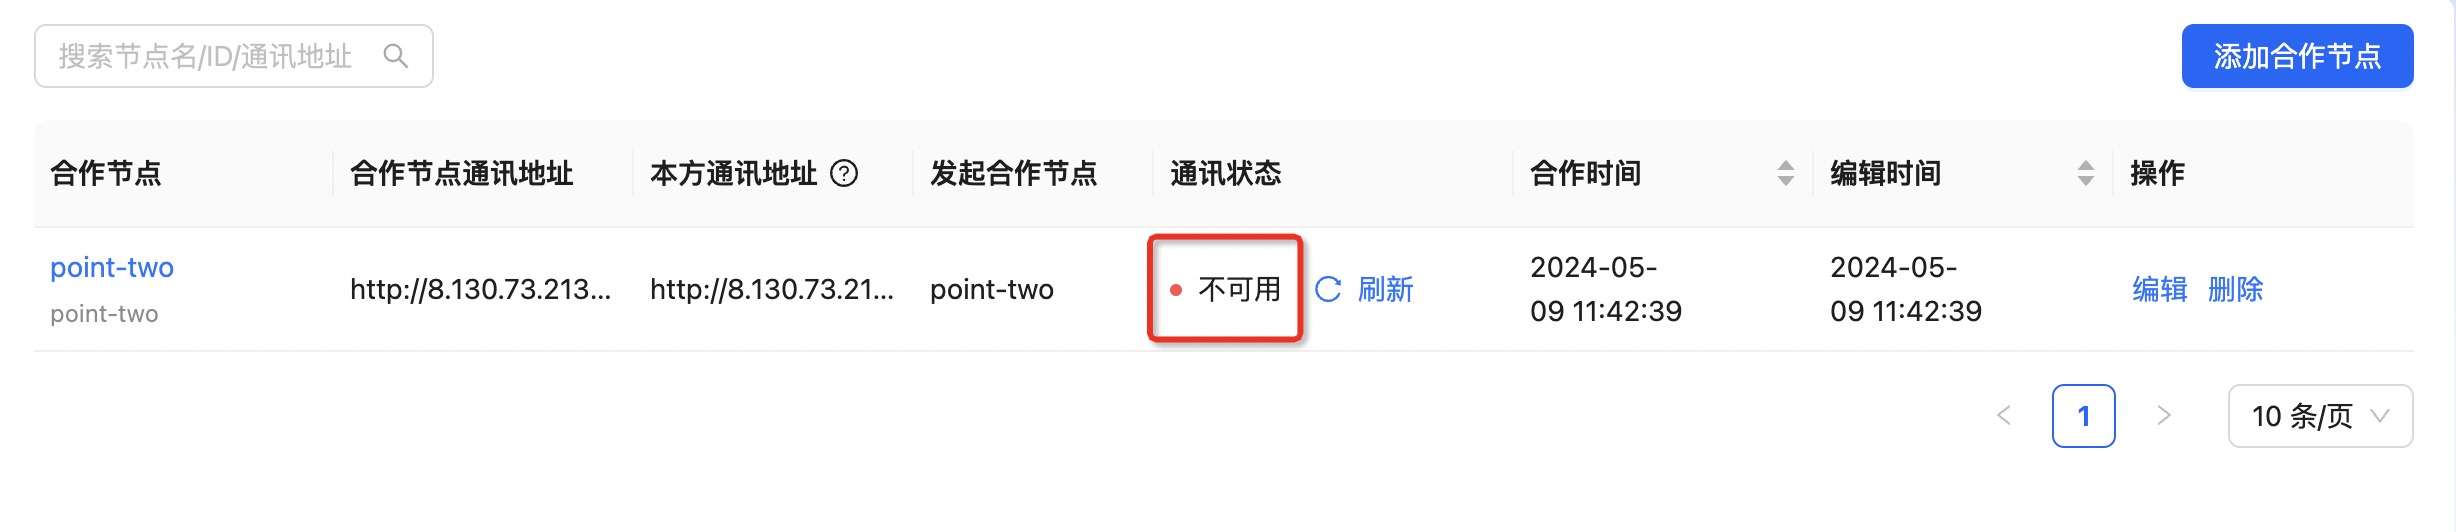 搜索节点名/ID/通讯地址
添加合作节点
合作节点 合作节点通讯地址 本方通讯地址 发起合作节点 通讯状态 合作时间 编辑时间 操作
point-two
point-two
http://8.130.73.213...
http://8.130.73.21...
point-two
不可用
刷新
2024-05-
09 11:42:39
2024-05-
09 11:42:39
编辑 删除
1
10 条/页